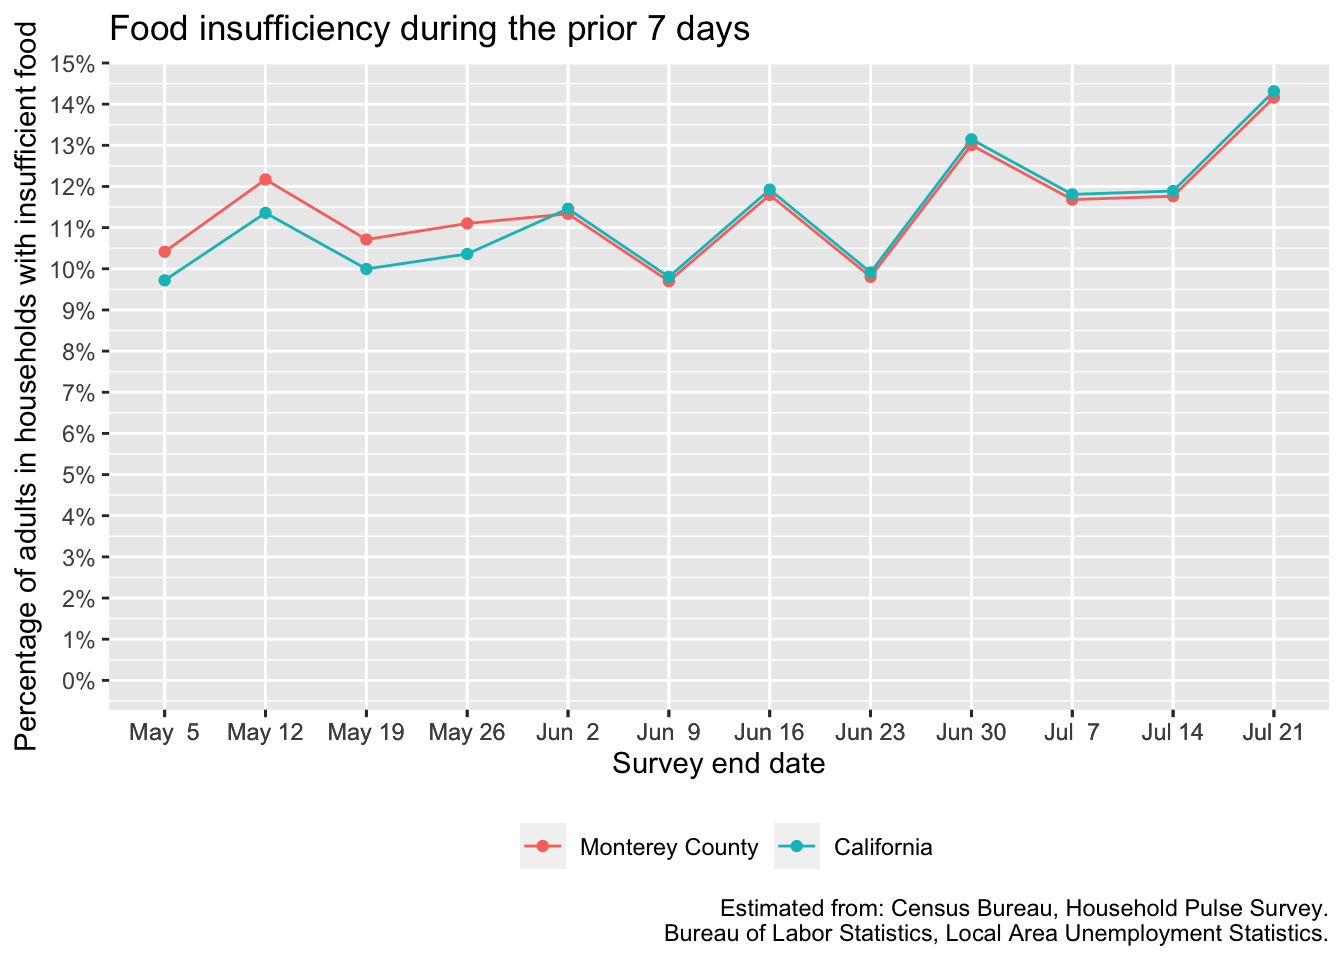 Food insufficiency during the prior 7 days
Percentage of adults in households with insufficient food
15%
14%
13%
12%
11%
10%
9%
8%
7%
6%
5%
4%
3%
2%
1%
0%
May  5 May 12 May 19 May 26 Jun  2 Jun  9 Jun 16 Jun 23 Jun 30 Jul  7 Jul 14 Jul 21
Survey end date
Monterey County California
Estimated from: Census Bureau, Household Pulse Survey.
Bureau of Labor Statistics, Local Area Unemployment Statistics.